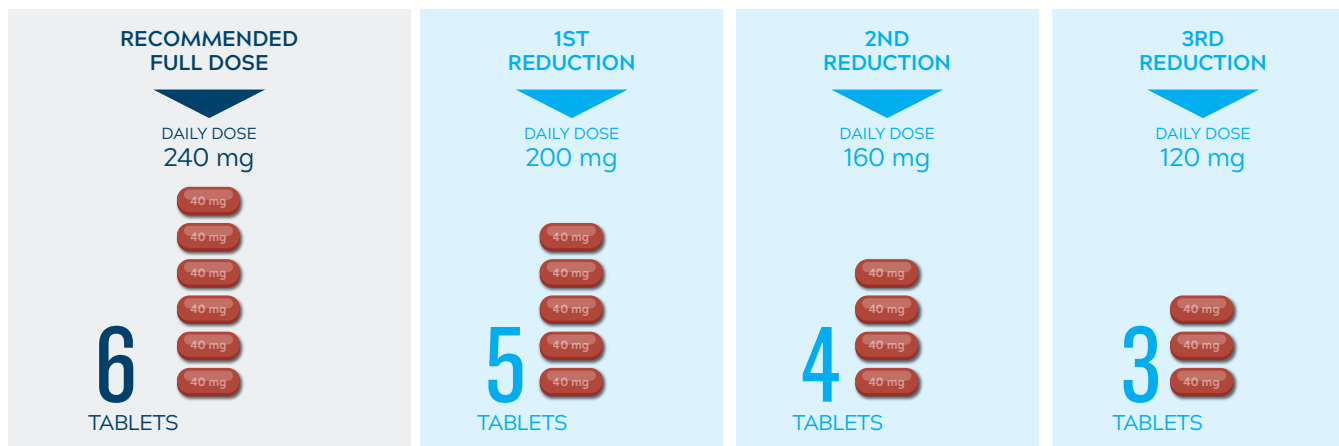 RECOMMENDED
FULL DOSE
DAILY DOSE
240 mg
40 mg
40 mg
40 mg
40 mg
40 mg
40 mg
6
TABLETS
1ST
REDUCTION
DAILY DOSE
200 mg
40 mg
40 mg
40 mg
40 mg
40 mg
5
TABLETS
2ND
REDUCTION
DAILY DOSE
160 mg
40 mg
40 mg
40 mg
40 mg
4
TABLETS
3RD
REDUCTION
DAILY DOSE
120 mg
40 mg
40 mg
40 mg
3
TABLETS